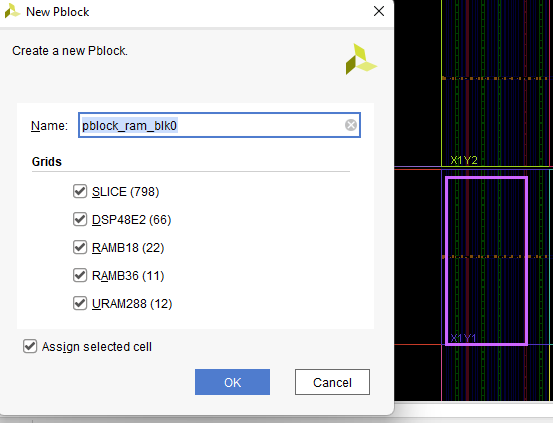 New Pblock
Create a new Pblock.
Name: pblock_ram_blk0
Grids
SLICE (798)
DSP48E2 (66)
RAMB18 (22)
RAMB36 (11)
URAM288 (12)
Assign selected cell
OK Cancel
X1Y2
X1Y1